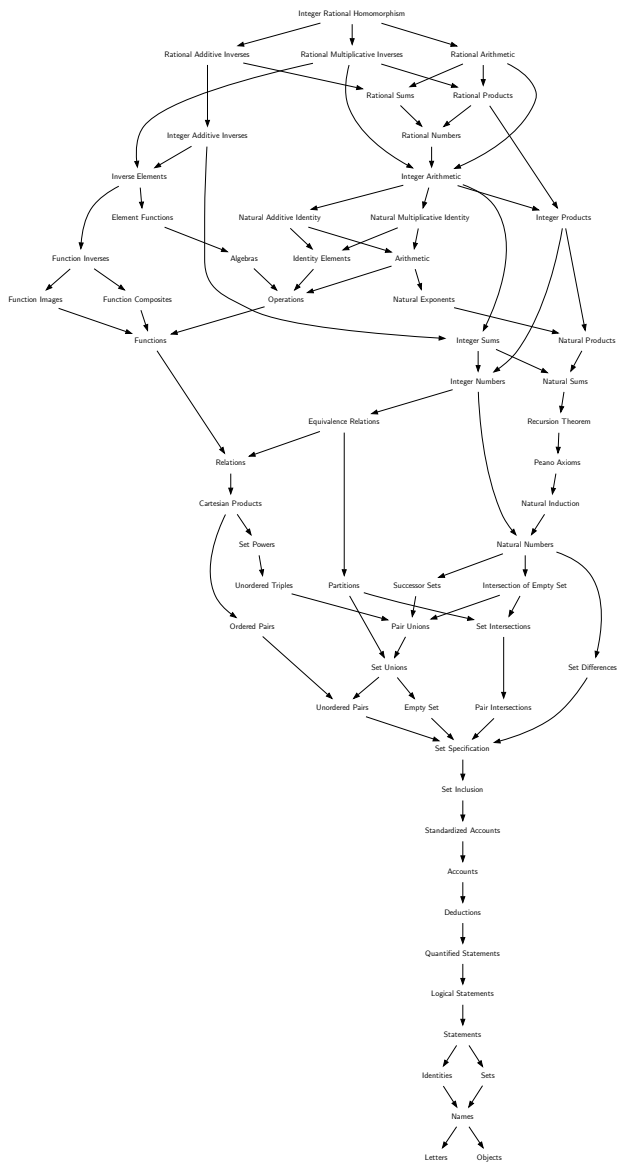 Integer Rational Homomorphism
Rational Additive Inverses
Rational Multiplicative Inverses
Rational Arithmetic
Rational Sums
Rational Products
Integer Additive Inverses
Rational Numbers
Inverse Elements
Integer Arithmetic
Element Functions
Natural Additive Identity
Natural Multiplicative Identity
Integer Products
Function Inverses
Algebras
Identity Elements
Arithmetic
Function Images
Function Composites
Operations
Natural Exponents
Functions
Integer Sums
Natural Products
Integer Numbers
Natural Sums
Equivalence Relations
Recursion Theorem
Relations
Peano Axioms
Cartesian Products
Natural Induction
Set Powers
Natural Numbers
Unordered Triples
Partitions
Successor Sets
Intersection of Empty Set
Ordered Pairs
Pair Unions
Set Intersections
Set Unions
Set Differences
Unordered Pairs
Empty Set
Pair Intersections
Set Specification
Set Inclusion
Standardized Accounts
Accounts
Deductions
Quantified Statements
Logical Statements
Statements
Identities
Sets
Names
Letters
Objects